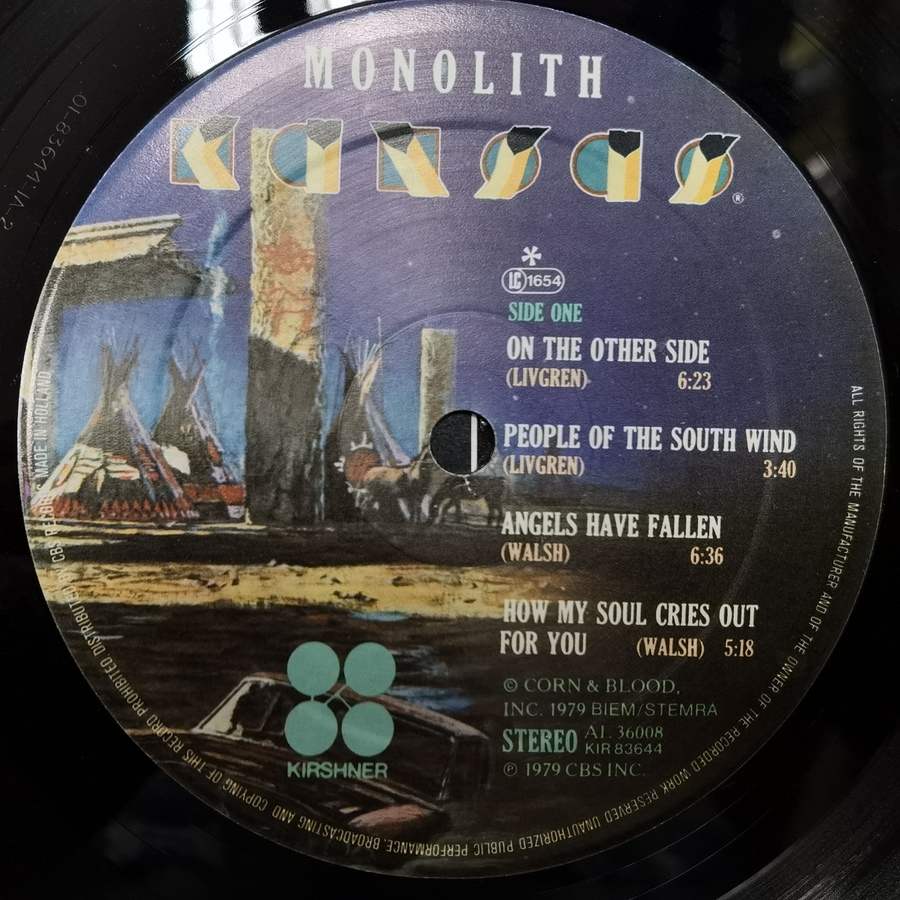 MONOLITH
KANSAS®
*
LC 1654
SIDE ONE
ON THE OTHER SIDE
(LIVGREN) 6:23
PEOPLE OF THE SOUTH WIND
(LIVGREN) 3:40
ANGELS HAVE FALLEN
(WALSH) 6:36
HOW MY SOUL CRIES OUT
FOR YOU (WALSH) 5:18
© CORN & BLOOD,
INC. 1979 BIEM/STEMRA
STEREO AL 36008
KIR 83644
℗ 1979 CBS INC.
KIRSHNER
ALL RIGHTS OF THE MANUFACTURER AND OF THE OWNER OF THE RECORDED WORK RESERVED UNAUTHORIZED PUBLIC PERFORMANCE, BROADCASTING AND COPYING OF THIS RECORD PROHIBITED DISTRIBUTED BY CBS RECORDS MADE IN HOLLAND